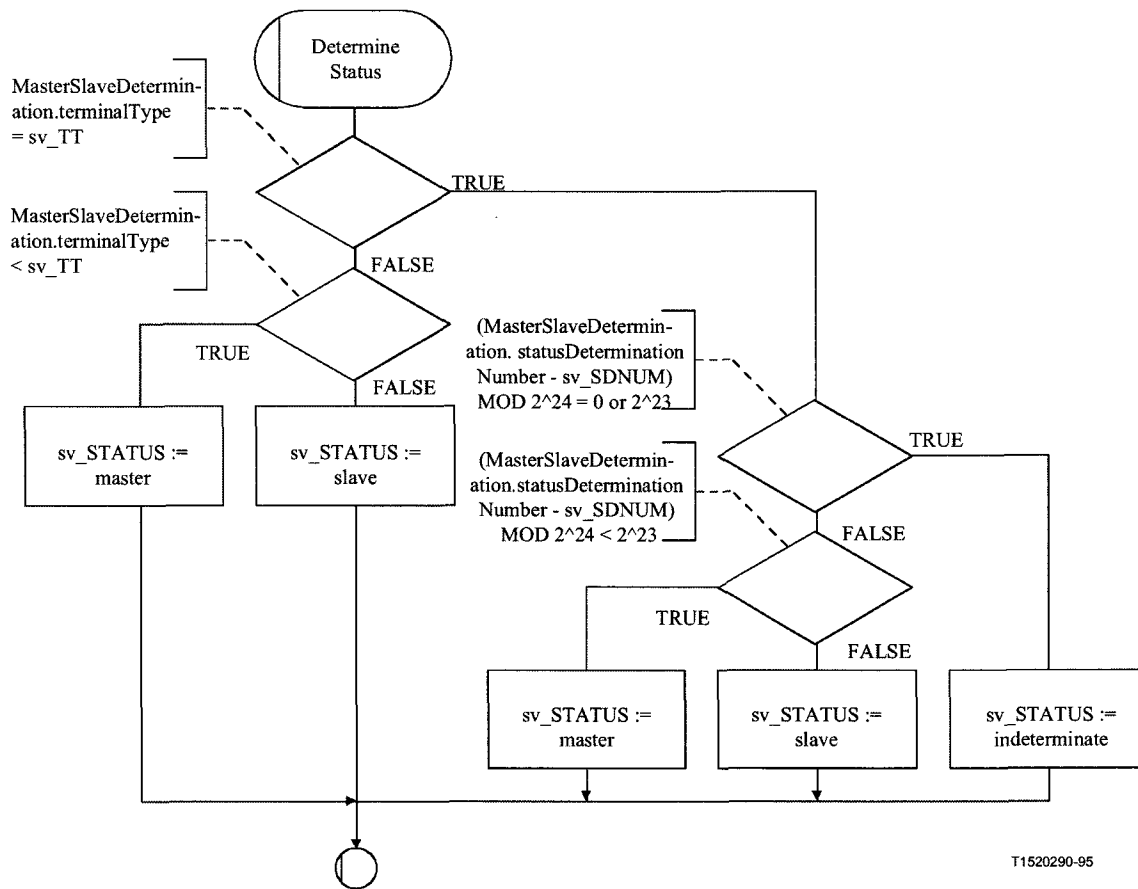 Determine
Status
MasterSlaveDetermin-
ation.terminalType
= sv_TT
TRUE
MasterSlaveDetermin-
ation.terminalType
< sv_TT
FALSE
TRUE
FALSE
(MasterSlaveDetermin-
ation. statusDetermination
Number - sv_SDNUM)
MOD 2^24 = 0 or 2^23
sv_STATUS :=
master
sv_STATUS :=
slave
TRUE
(MasterSlaveDetermin-
ation.statusDetermination
Number - sv_SDNUM)
MOD 2^24 < 2^23
FALSE
TRUE
FALSE
sv_STATUS :=
master
sv_STATUS :=
slave
sv_STATUS :=
indeterminate
T1520290-95